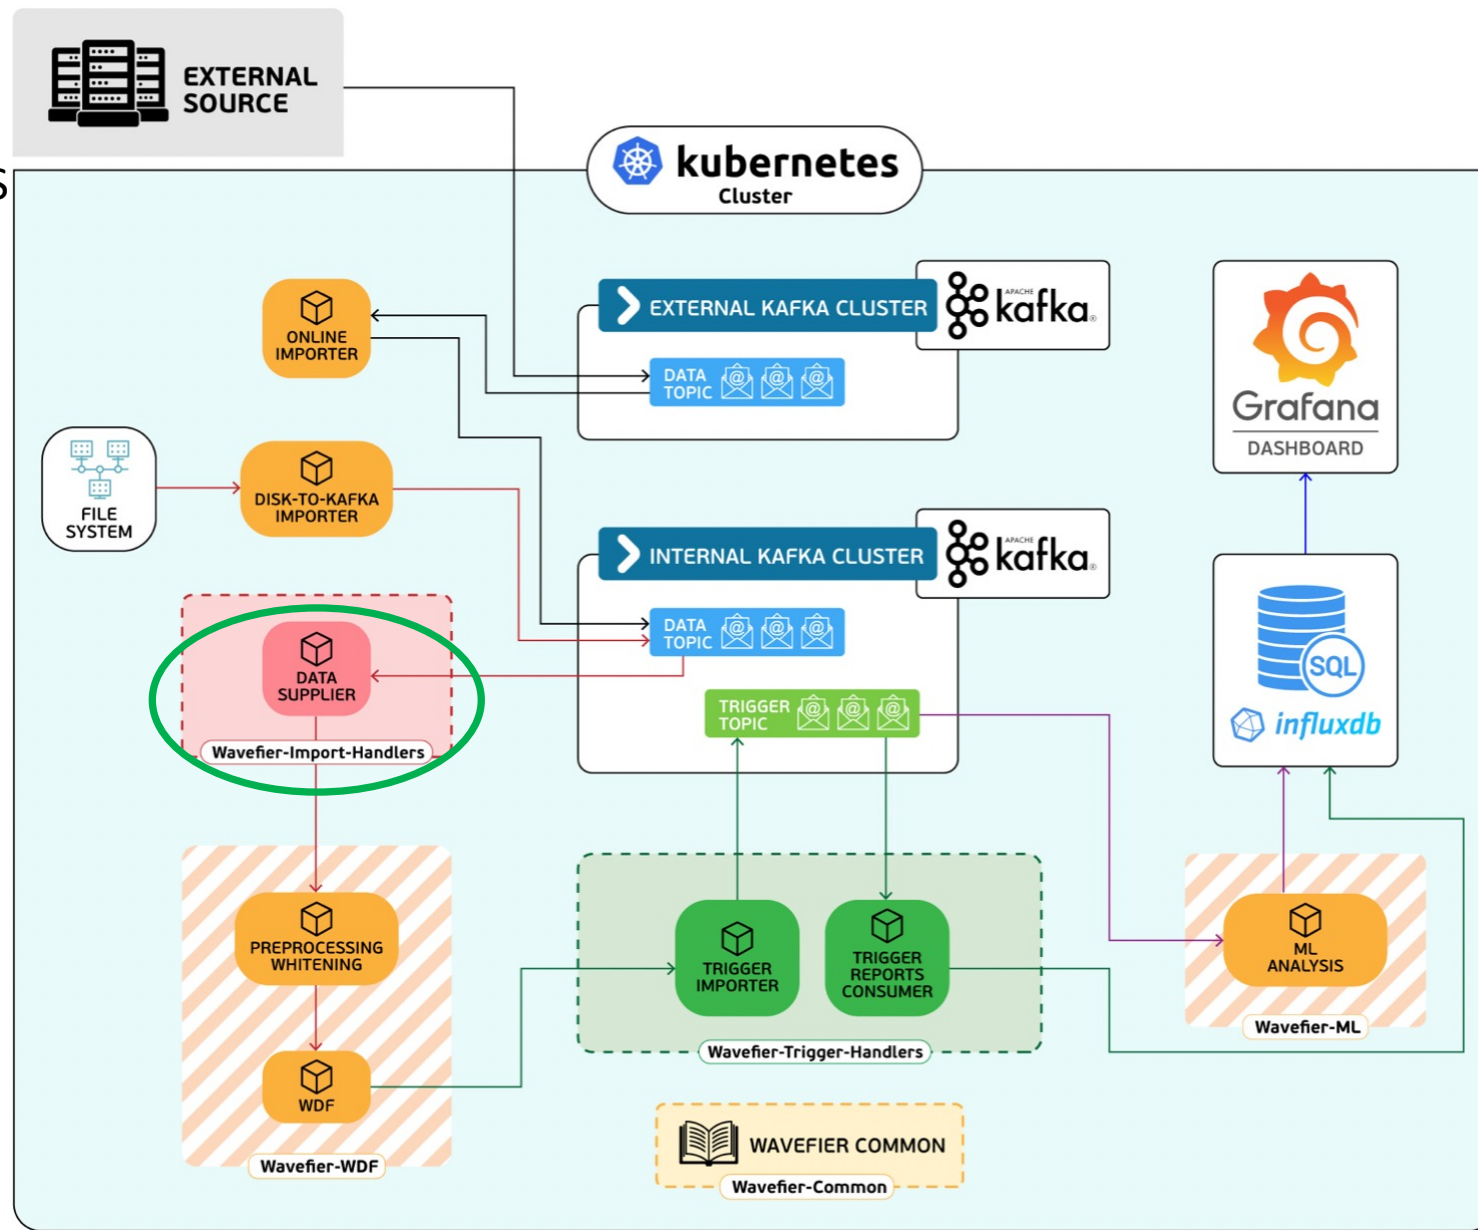 EXTERNAL
SOURCE
s
kubernetes
Cluster
ONLINE
IMPORTER
EXTERNAL KAFKA CLUSTER
APACHE
kafka®
DATA
TOPIC
Grafana
DASHBOARD
FILE
SYSTEM
DISK-TO-KAFKA
IMPORTER
INTERNAL KAFKA CLUSTER
APACHE
kafka®
DATA
TOPIC
DATA
SUPPLIER
Wavefier-Import-Handlers
TRIGGER
TOPIC
SQL
influxdb
PREPROCESSING
WHITENING
WDF
Wavefier-WDF
TRIGGER
IMPORTER
TRIGGER
REPORTS
CONSUMER
Wavefier-Trigger-Handlers
ML
ANALYSIS
Wavefier-ML
WAVEFIER COMMON
Wavefier-Common